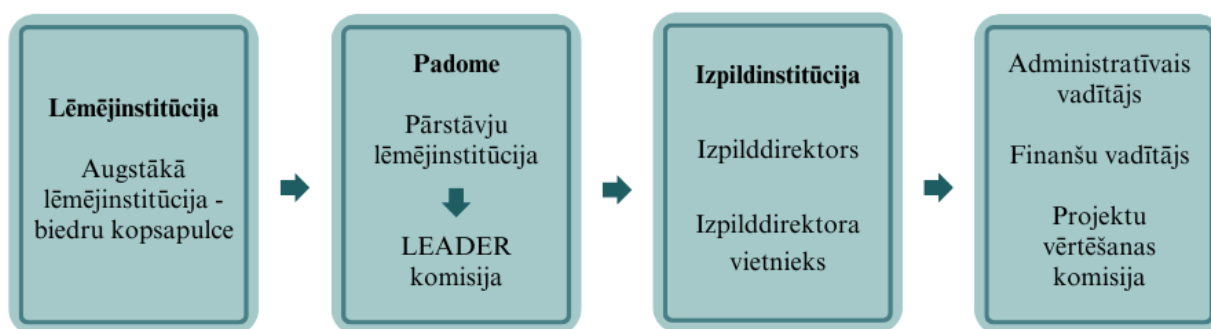 Lēmējinstitūcija
Augstākā
lēmējinstitūcija -
biedru kopsapulce
Padome
Pārstāvju
lēmējinstitūcija
LEADER
komisija
Izpildinstitūcija
Izpilddirektors
Izpilddirektora
vietnieks
Administratīvais
vadītājs
Finanšu vadītājs
Projektu
vērtēšanas
komisija